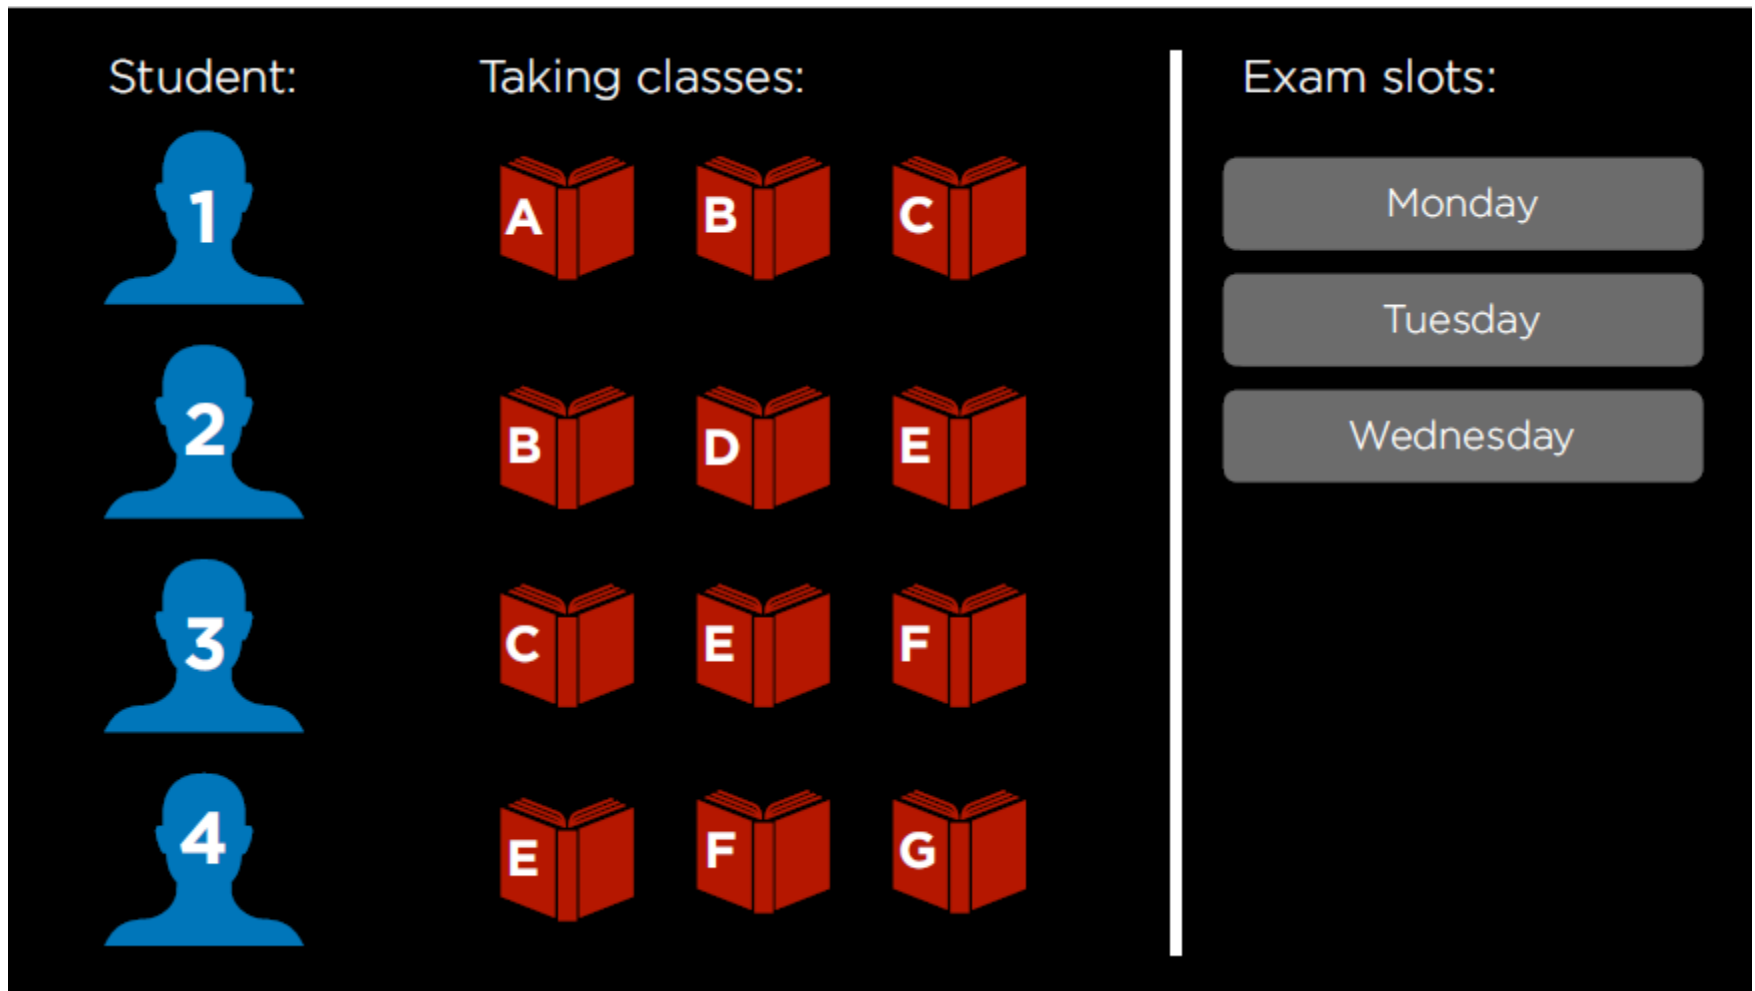 Student: Taking classes: Exam slots:
1 A B C
Monday
Tuesday
Wednesday
2 B D E
3 C E F
4 E F G